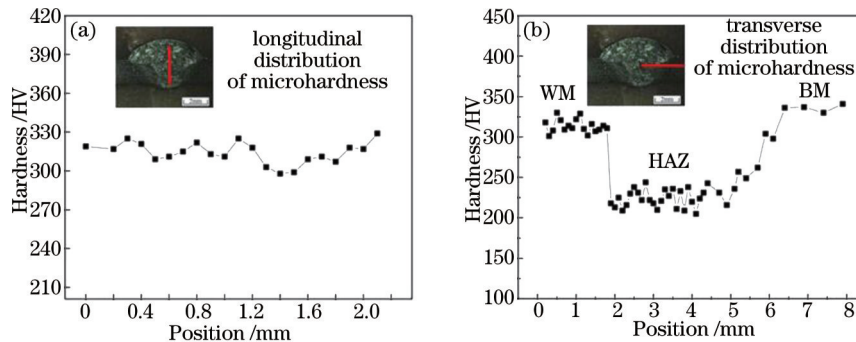 (a)
longitudinal
distribution
of microhardness
2mm
Hardness /HV
420
390
360
330
300
270
240
210
0 0.4 0.8 1.2 1.6 2.0
Position /mm
(b)
transverse
distribution
of microhardness
2mm
WM
HAZ
BM
Hardness /HV
450
400
350
300
250
200
150
100
0 1 2 3 4 5 6 7 8
Position /mm